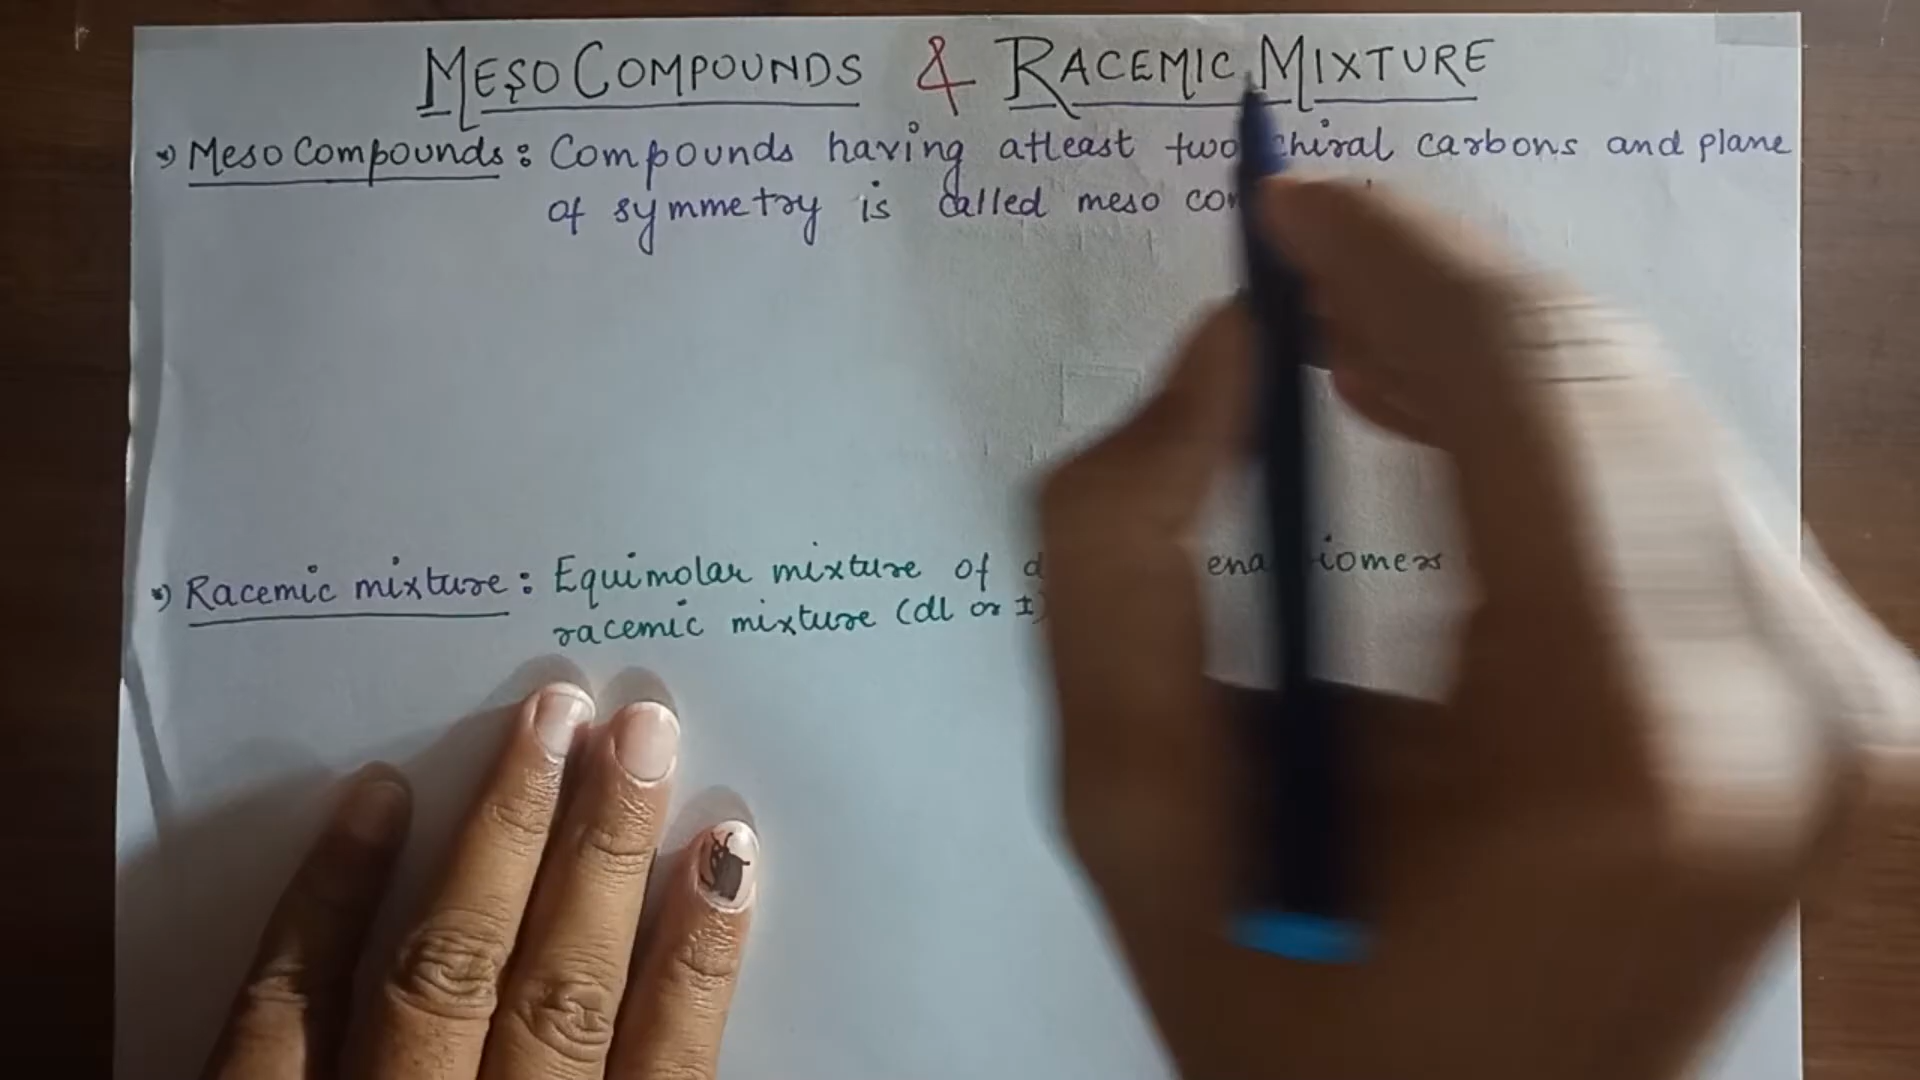 MESO COMPOUNDS & RACEMIC MIXTURE
Meso Compounds: Compounds having atleast two chiral carbons and plane
of symmetry is called meso
Racemic mixture: Equimolar mixture of
racemic mixture (dl or ±)